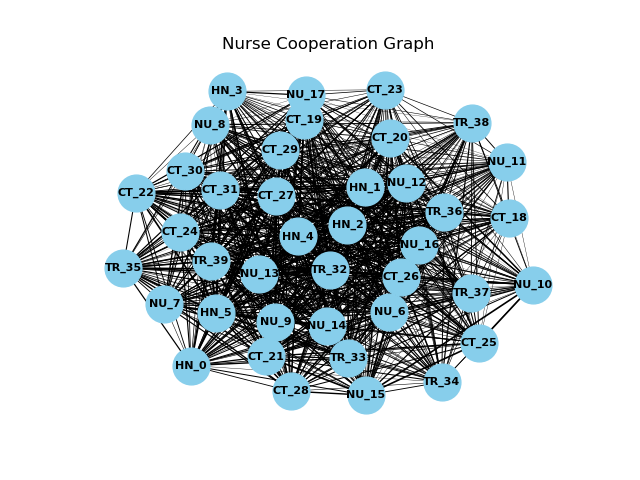 Nurse Cooperation Graph
HN_3
NU_17
CT_23
NU_8
CT_19
TR_38
CT_20
CT_29
NU_11
CT_30
CT_22
CT_31
CT_27
HN_1
NU_12
TR_36
CT_18
CT_24
HN_4
HN_2
NU_16
TR_35
TR_39
NU_13
TR_32
CT_26
NU_10
TR_37
NU_7
HN_5
NU_9
NU_14
NU_6
CT_25
HN_0
CT_21
TR_33
TR_34
CT_28
NU_15